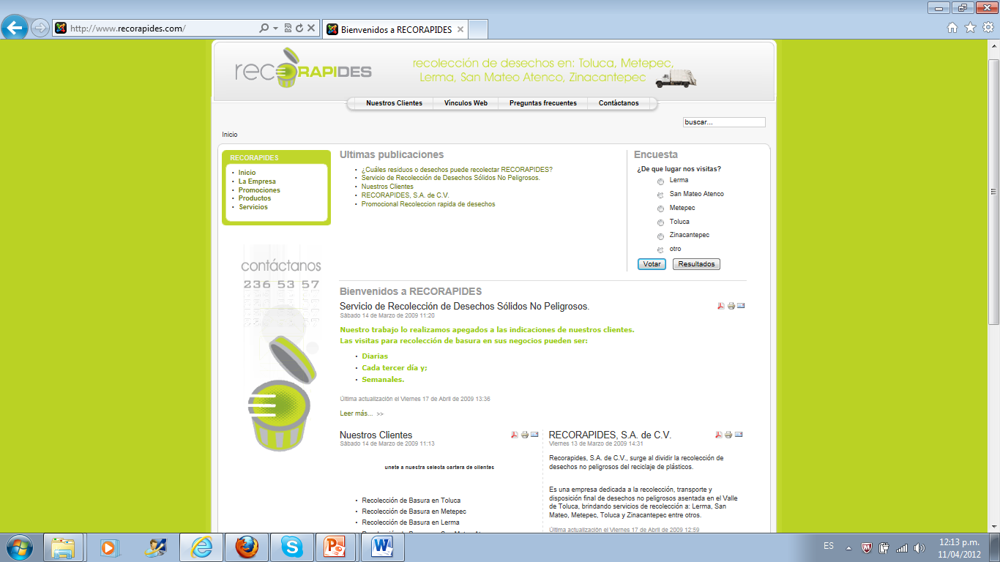 http://www.recorapides.com/
Bienvenidos a RECORAPIDES
recORAPIDES
recolección de desechos en: Toluca, Metepec,
Lerma, San Mateo Atenco, Zinacantepec
Nuestros Clientes
Vínculos Web
Preguntas frecuentes
Contáctanos
buscar...
Inicio
RECORAPIDES
Inicio
La Empresa
Promociones
Productos
Servicios
contáctanos
236 53 57
Ultimas publicaciones
¿Cuáles residuos o desechos puede recolectar RECORAPIDES?
Servicio de Recolección de Desechos Sólidos No Peligrosos.
Nuestros Clientes
RECORAPIDES, S.A. de C.V.
Promocional Recoleccion rapida de desechos
Encuesta
¿De que lugar nos visitas?
Lerma
San Mateo Atenco
Metepec
Toluca
Zinacantepec
otro
Votar
Resultados
Bienvenidos a RECORAPIDES
Servicio de Recolección de Desechos Sólidos No Peligrosos.
Sábado 14 de Marzo de 2009 11:20
Nuestro trabajo lo realizamos apegados a las indicaciones de nuestros clientes.
Las visitas para recolección de basura en sus negocios pueden ser:
Diarias
Cada tercer día y;
Semanales.
Última actualización el Viernes 17 de Abril de 2009 13:36
Leer más... >>
Nuestros Clientes
Sábado 14 de Marzo de 2009 11:13
unete a nuestra selecta cartera de clientes
Recolección de Basura en Toluca
Recolección de Basura en Metepec
Recolección de Basura en Lerma
RECORAPIDES, S.A. de C.V.
Viernes 13 de Marzo de 2009 14:31
Recorapides, S.A. de C.V., surge al dividir la recolección de
desechos no peligrosos del reciclaje de plásticos.
Es una empresa dedicada a la recolección, transporte y
disposición final de desechos no peligrosos asentada en el Valle
de Toluca, brindando servicios de recolección a: Lerma, San
Mateo, Metepec, Toluca y Zinacantepec entre otros.
Última actualización el Viernes 17 de Abril de 2009 12:59
ES
12:13 p.m.
11/04/2012